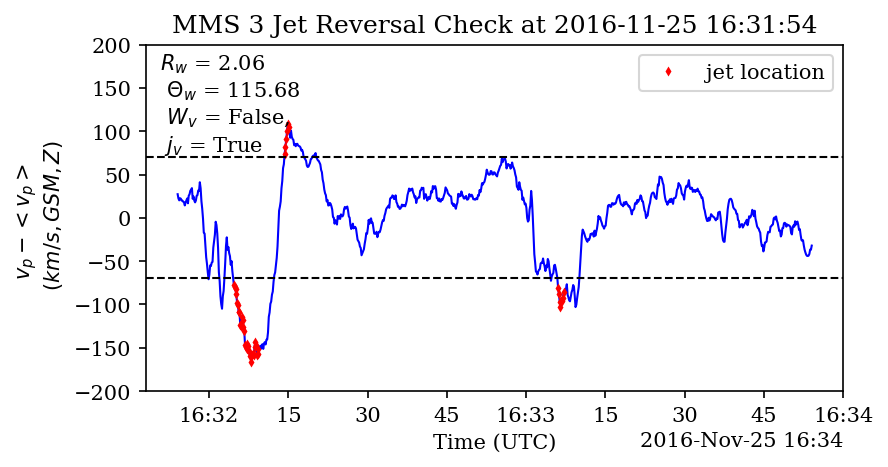 MMS 3 Jet Reversal Check at 2016-11-25 16:31:54
R_w = 2.06
Θ_w = 115.68
W_v = False
j_v = True
jet location
v_p − < v_p >
(km/s, GSM, Z)
200
150
100
50
0
−50
−100
−150
−200
16:32 15 30 45 16:33 15 30 45 16:34
Time (UTC)
2016-Nov-25 16:34